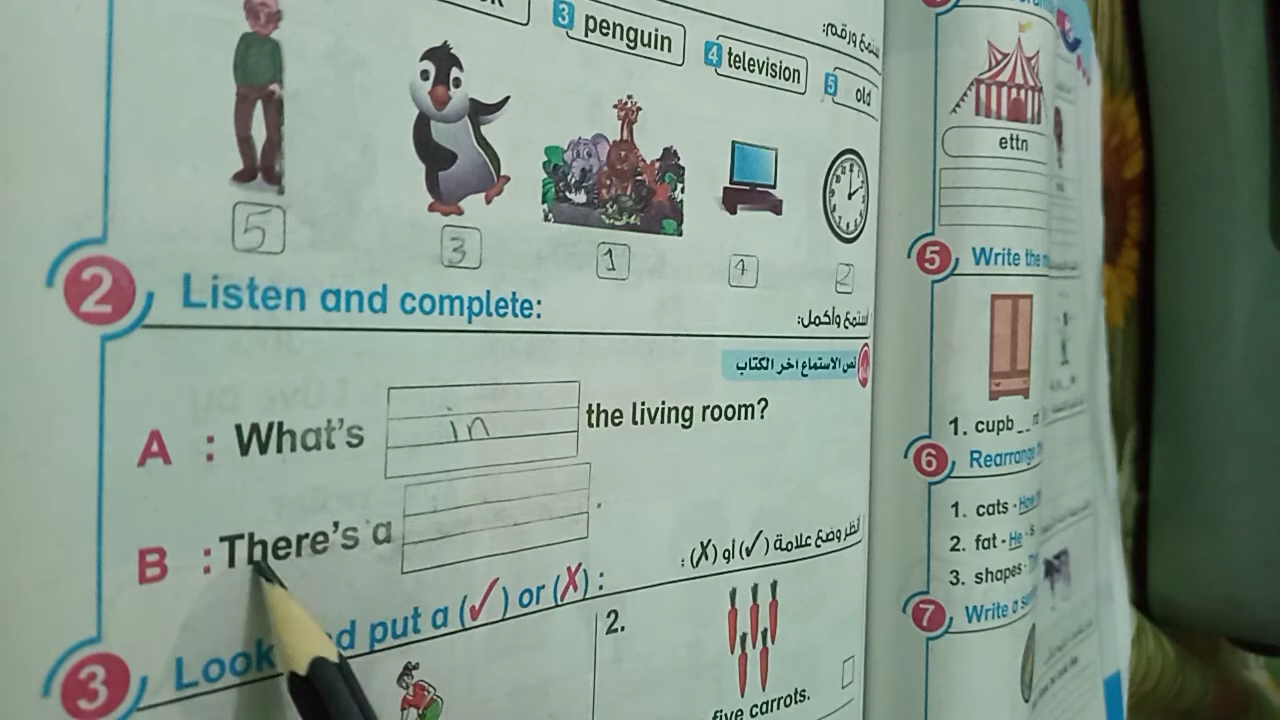 3 penguin
4 television
5 old
استمع ورقم:
5
3
1
4
2
2 Listen and complete:
استمع وأكمل:
نص الاستماع اخر الكتاب
A : What's in the living room?
B : There's a .
3 Look d put a (✓) or (X) :
أنظر وضع علامة (✓) أو (X) :
2.
five carrots.
ettn
5 Write the
1. cupb__r
6 Rearrange
1. cats - How
2. fat - He - 's
3. shapes -
7 Write a